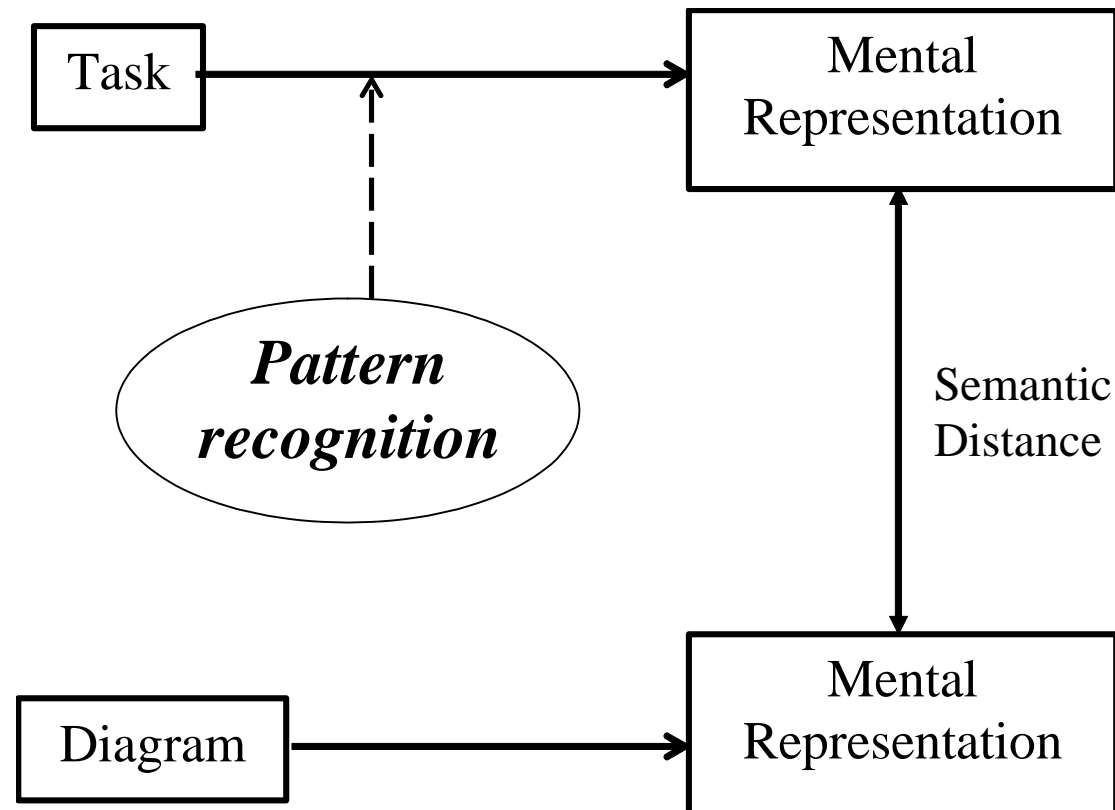 Task
Mental
Representation
Pattern
recognition
Semantic
Distance
Diagram
Mental
Representation